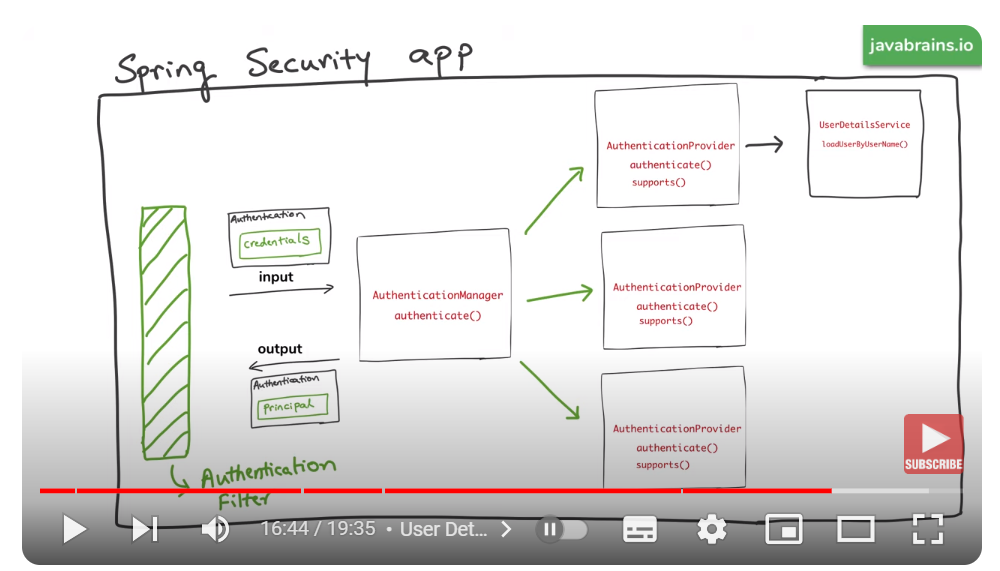 javabrains.io
Spring Security app
AuthenticationProvider
authenticate()
supports()
UserDetailsService
loadUserByUserName()
Authentication
credentials
input
AuthenticationManager
authenticate()
AuthenticationProvider
authenticate()
supports()
output
Authentication
principal
AuthenticationProvider
authenticate()
supports()
Authentication
Filter
SUBSCRIBE
16:44 / 19:35 • User Det...